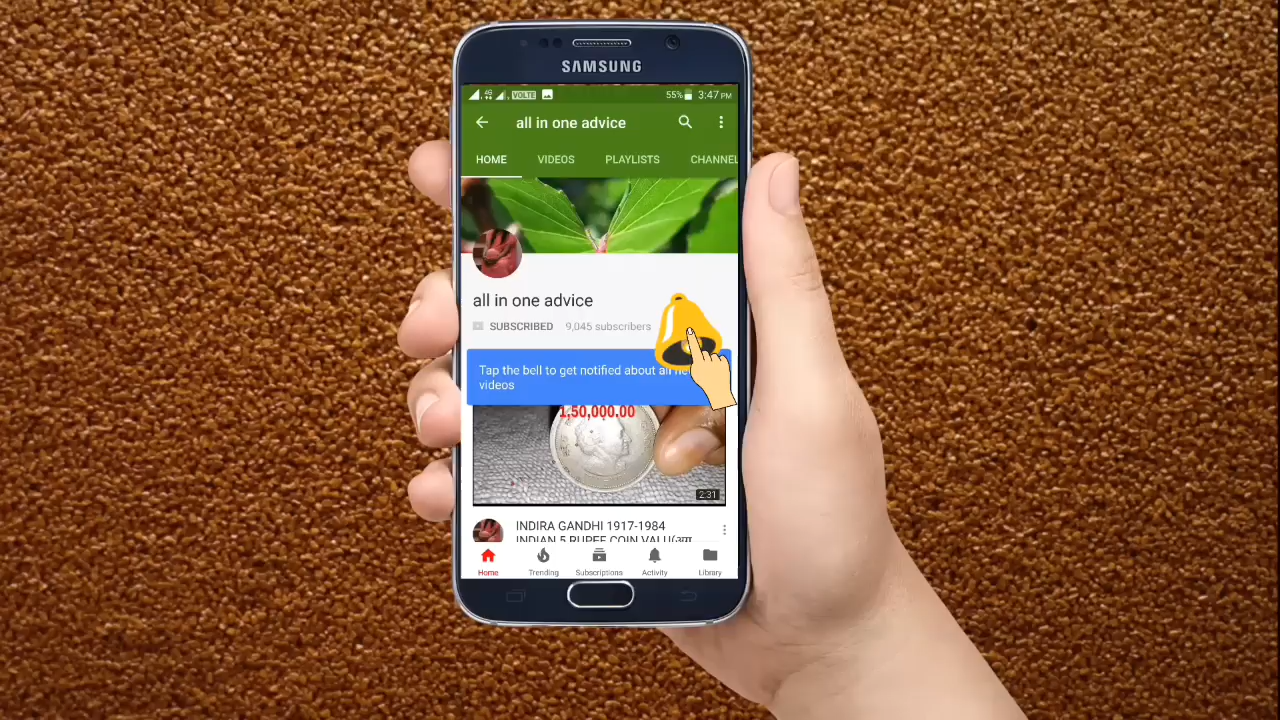 SAMSUNG
4G VOLTE 55% 3:47 PM
all in one advice
HOME VIDEOS PLAYLISTS CHANNEL
all in one advice
SUBSCRIBED 9,045 subscribers
Tap the bell to get notified about all
videos
1,50,000.00
2:31
INDIRA GANDHI 1917-1984
INDIAN 5 RUPEE COIN VALU(
Home Trending Subscriptions Activity Library